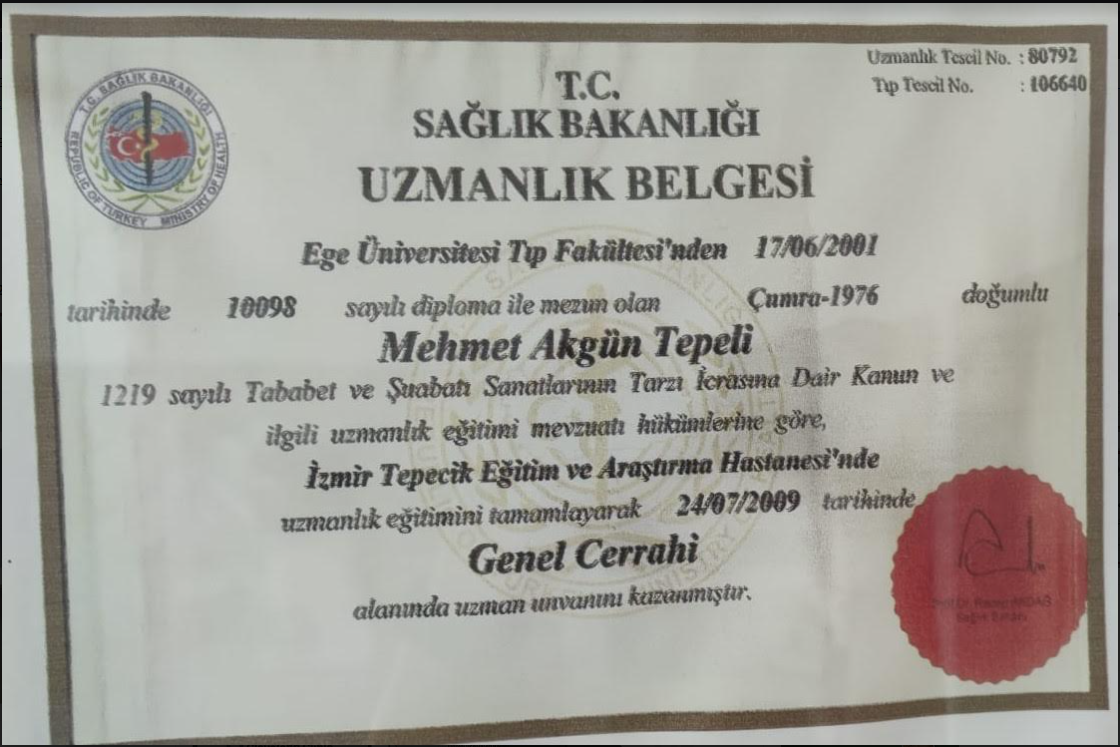 Uzmanlık Tescil No. : 80792
Tıp Tescil No. : 106640
T.C. SAĞLIK BAKANLIĞI
REPUBLIC OF TURKEY MINISTRY OF HEALTH
T.C.
SAĞLIK BAKANLIĞI
UZMANLIK BELGESİ
Ege Üniversitesi Tıp Fakültesi'nden 17/06/2001
tarihinde 10098 sayılı diploma ile mezun olan Çumra-1976 doğumlu
Mehmet Akgün Tepeli
1219 sayılı Tababet ve Şuabatı Sanatlarının Tarzı İcrasına Dair Kanun ve
ilgili uzmanlık eğitimi mevzuatı hükümlerine göre,
İzmir Tepecik Eğitim ve Araştırma Hastanesi'nde
uzmanlık eğitimini tamamlayarak 24/07/2009 tarihinde
Genel Cerrahi
alanında uzman unvanını kazanmıştır.